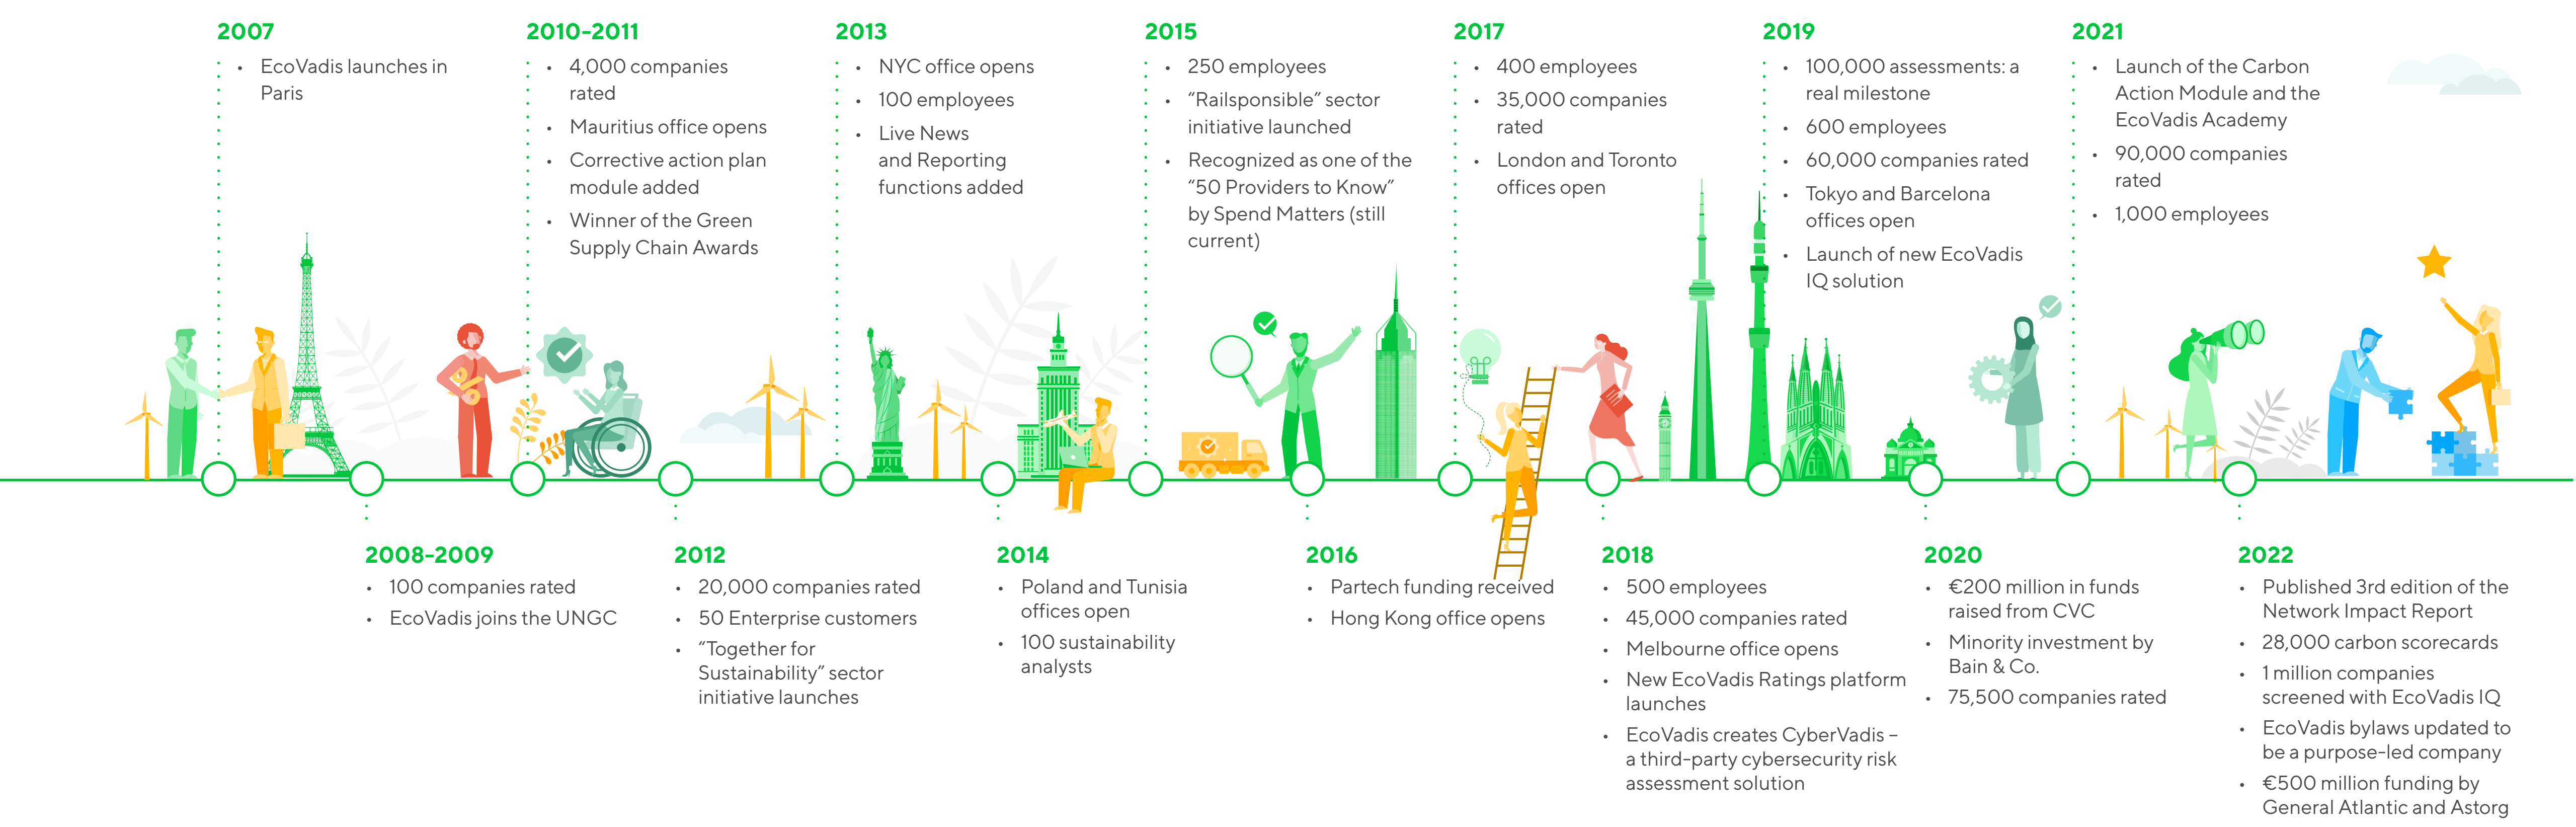 2007
• EcoVadis launches in
Paris
2010-2011
• 4,000 companies
rated
• Mauritius office opens
• Corrective action plan
module added
• Winner of the Green
Supply Chain Awards
2013
• NYC office opens
• 100 employees
• Live News
and Reporting
functions added
2015
• 250 employees
• “Railsponsible” sector
initiative launched
• Recognized as one of the
“50 Providers to Know”
by Spend Matters (still
current)
2017
• 400 employees
• 35,000 companies
rated
• London and Toronto
offices open
2019
• 100,000 assessments: a
real milestone
• 600 employees
• 60,000 companies rated
• Tokyo and Barcelona
offices open
• Launch of new EcoVadis
IQ solution
2021
• Launch of the Carbon
Action Module and the
EcoVadis Academy
• 90,000 companies
rated
• 1,000 employees
%
2008-2009
• 100 companies rated
• EcoVadis joins the UNGC
2012
• 20,000 companies rated
• 50 Enterprise customers
• “Together for
Sustainability” sector
initiative launches
2014
• Poland and Tunisia
offices open
• 100 sustainability
analysts
2016
• Partech funding received
• Hong Kong office opens
2018
• 500 employees
• 45,000 companies rated
• Melbourne office opens
• New EcoVadis Ratings platform
launches
• EcoVadis creates CyberVadis –
a third-party cybersecurity risk
assessment solution
2020
• €200 million in funds
raised from CVC
• Minority investment by
Bain & Co.
• 75,500 companies rated
2022
• Published 3rd edition of the
Network Impact Report
• 28,000 carbon scorecards
• 1 million companies
screened with EcoVadis IQ
• EcoVadis bylaws updated to
be a purpose-led company
• €500 million funding by
General Atlantic and Astorg